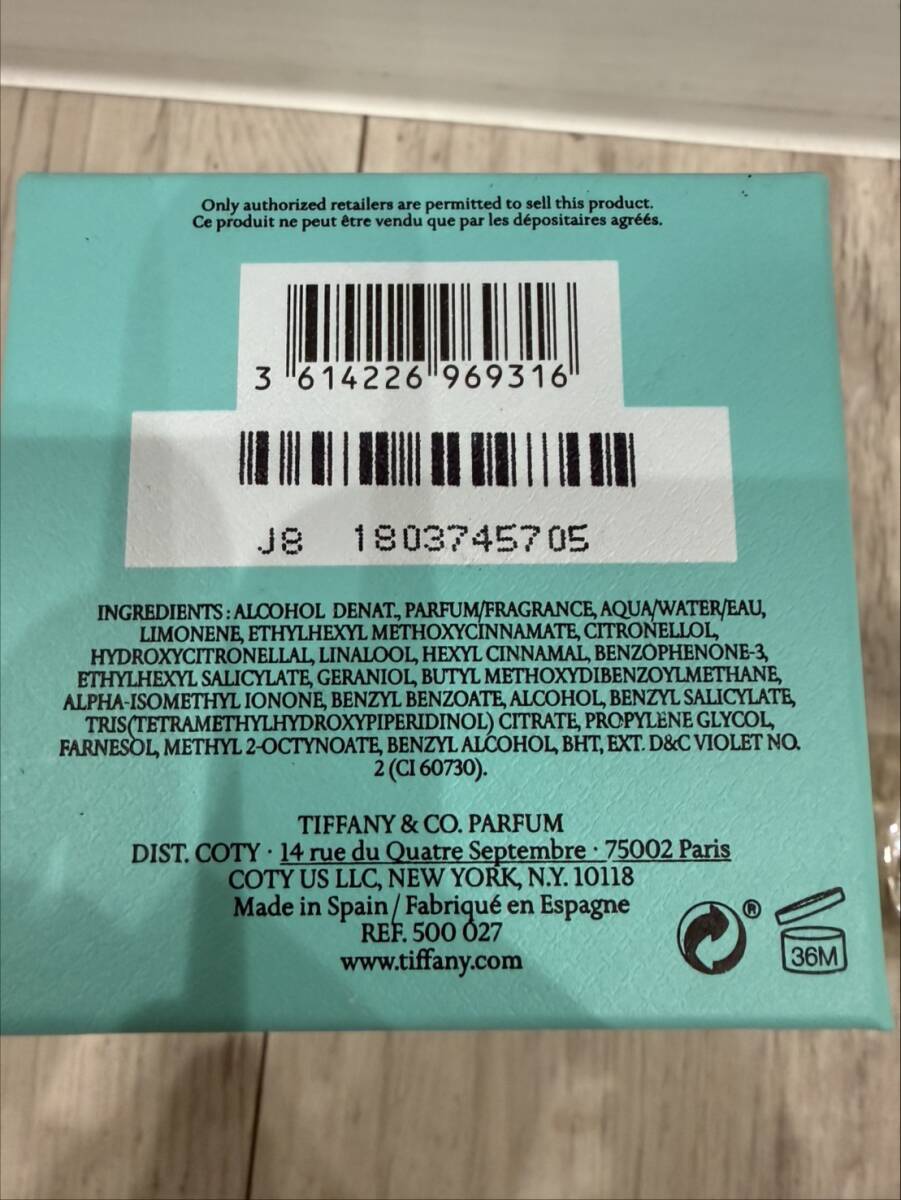 Only authorized retailers are permitted to sell this product.
Ce produit ne peut être vendu que par les dépositaires agréés.
3 614226 969316
J8 1803745705
INGREDIENTS: ALCOHOL DENAT., PARFUM/FRAGRANCE, AQUA/WATER/EAU,
LIMONENE, ETHYLHEXYL METHOXYCINNAMATE, CITRONELLOL,
HYDROXYCITRONELLAL, LINALOOL, HEXYL CINNAMAL, BENZOPHENONE-3,
ETHYLHEXYL SALICYLATE, GERANIOL, BUTYL METHOXYDIBENZOYLMETHANE,
ALPHA-ISOMETHYL IONONE, BENZYL BENZOATE, ALCOHOL, BENZYL SALICYLATE,
TRIS(TETRAMETHYLHYDROXYPIPERIDINOL) CITRATE, PROPYLENE GLYCOL,
FARNESOL, METHYL 2-OCTYNOATE, BENZYL ALCOHOL, BHT, EXT. D&C VIOLET NO.
2 (CI 60730).
TIFFANY & CO. PARFUM
DIST. COTY · 14 rue du Quatre Septembre · 75002 Paris
COTY US LLC, NEW YORK, N.Y. 10118
Made in Spain / Fabriqué en Espagne
REF. 500 027
www.tiffany.com
®
36M